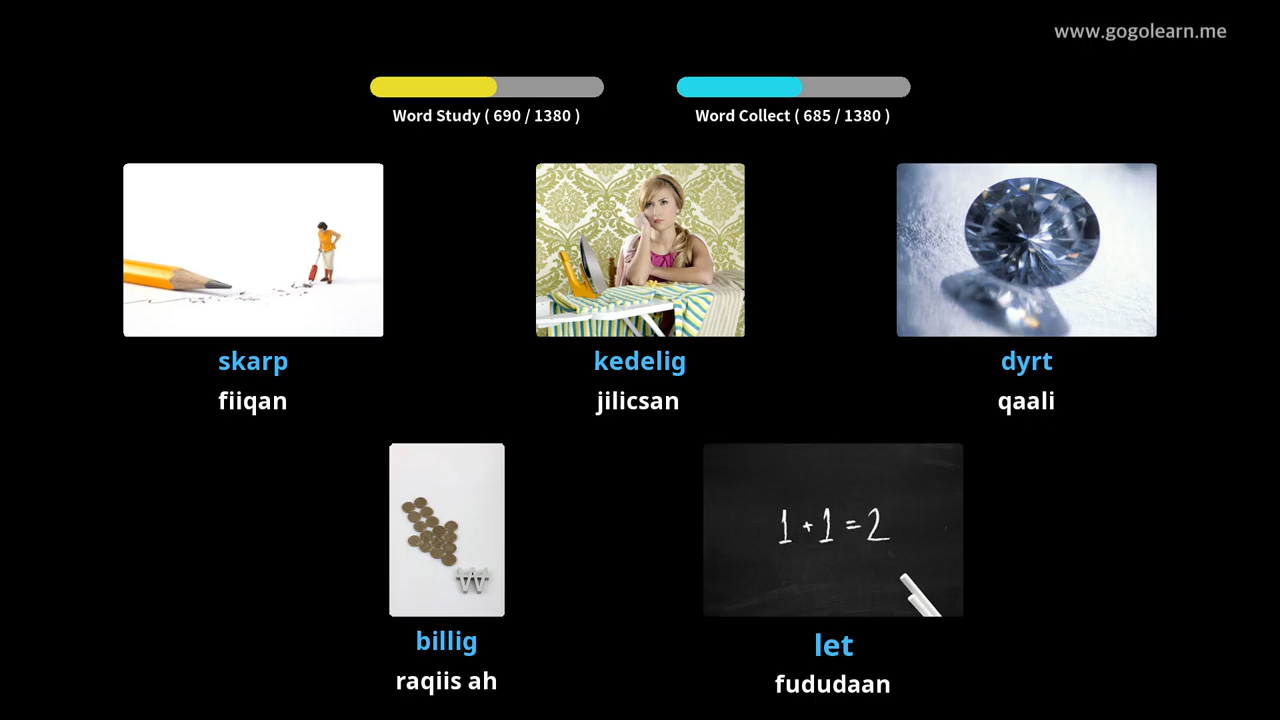 www.gogolearn.me
Word Study ( 690 / 1380 )
Word Collect ( 685 / 1380 )
skarp
fiiqan
kedelig
jilicsan
dyrt
qaali
billig
raqiis ah
₩
1 + 1 = 2
let
fududaan